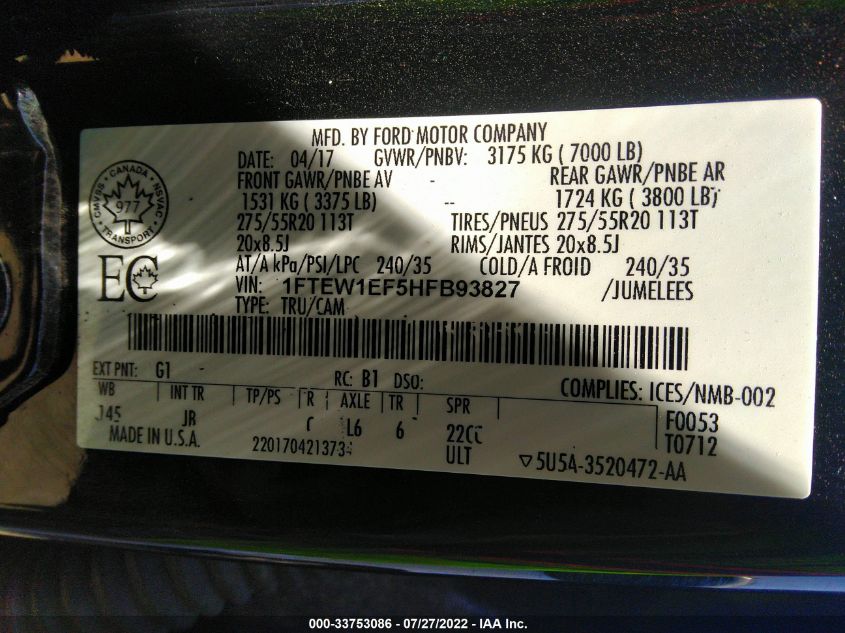 MFD. BY FORD MOTOR COMPANY
DATE: 04/17 GVWR/PNBV: 3175 KG ( 7000 LB)
FRONT GAWR/PNBE AV - REAR GAWR/PNBE AR
1531 KG ( 3375 LB) -- 1724 KG ( 3800 LB)
275/55R20 113T TIRES/PNEUS 275/55R20 113T
20x8.5J RIMS/JANTES 20x8.5J
AT/A kPa/PSI/LPC 240/35 COLD/A FROID 240/35
VIN: 1FTEW1EF5HFB93827 /JUMELEES
TYPE: TRU/CAM
CANADA
CMVSS NSVAC
977
TRANSPORT
EC
EXT PNT: G1 RC: B1 DSO: COMPLIES: ICES/NMB-002
WB INT TR TP/PS R AXLE TR SPR F0053
145 JR L6 6 T0712
MADE IN U.S.A. 220170421373 ULT ▽5U5A-3520472-AA
000-33753086 - 07/27/2022 - IAA Inc.